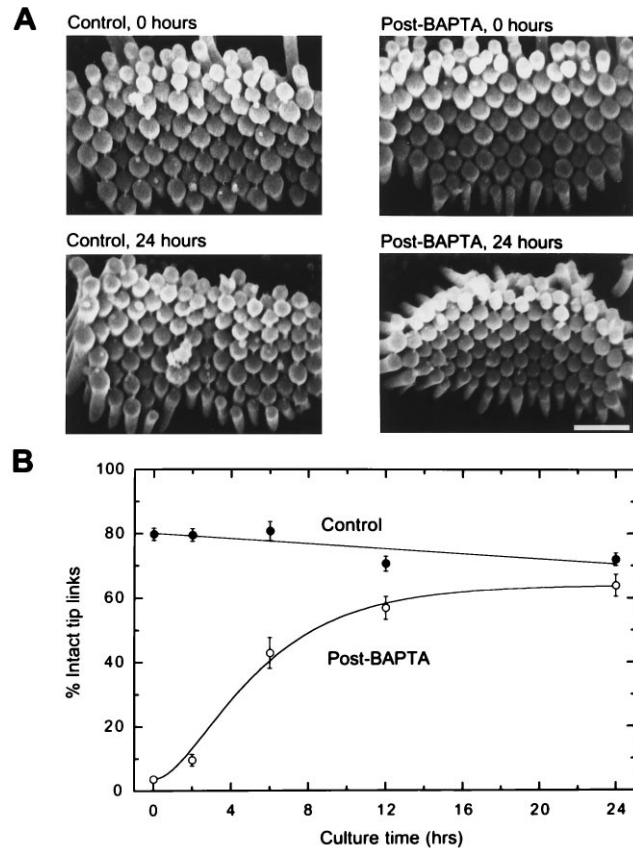 A
Control, 0 hours
Post-BAPTA, 0 hours
Control, 24 hours
Post-BAPTA, 24 hours
B
100
80
60
40
20
0
% Intact tip links
Control
Post-BAPTA
0 4 8 12 16 20 24
Culture time (hrs)